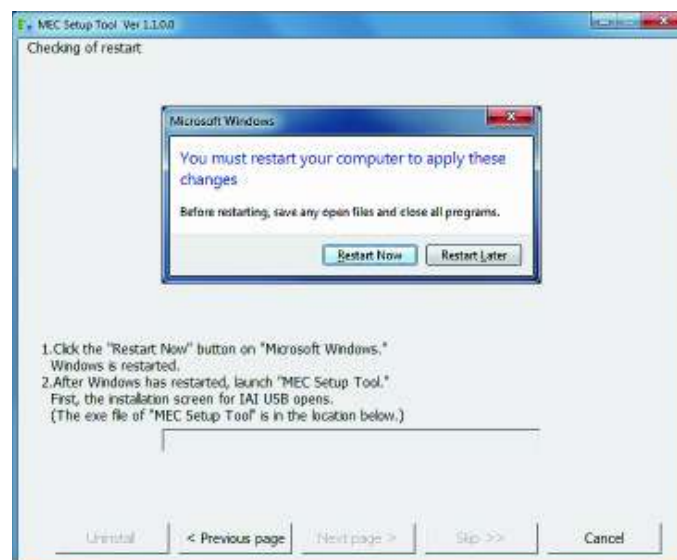 MEC Setup Tool Ver 1.1.0.0
Checking of restart
Microsoft Windows
You must restart your computer to apply these
changes
Before restarting, save any open files and close all programs.
Restart Now
Restart Later
1.Click the "Restart Now" button on "Microsoft Windows."
Windows is restarted.
2.After Windows has restarted, launch "MEC Setup Tool."
First, the installation screen for IAI USB opens.
(The exe file of "MEC Setup Tool" is in the location below.)
Uninstall
< Previous page
Next page >
Skip >>
Cancel